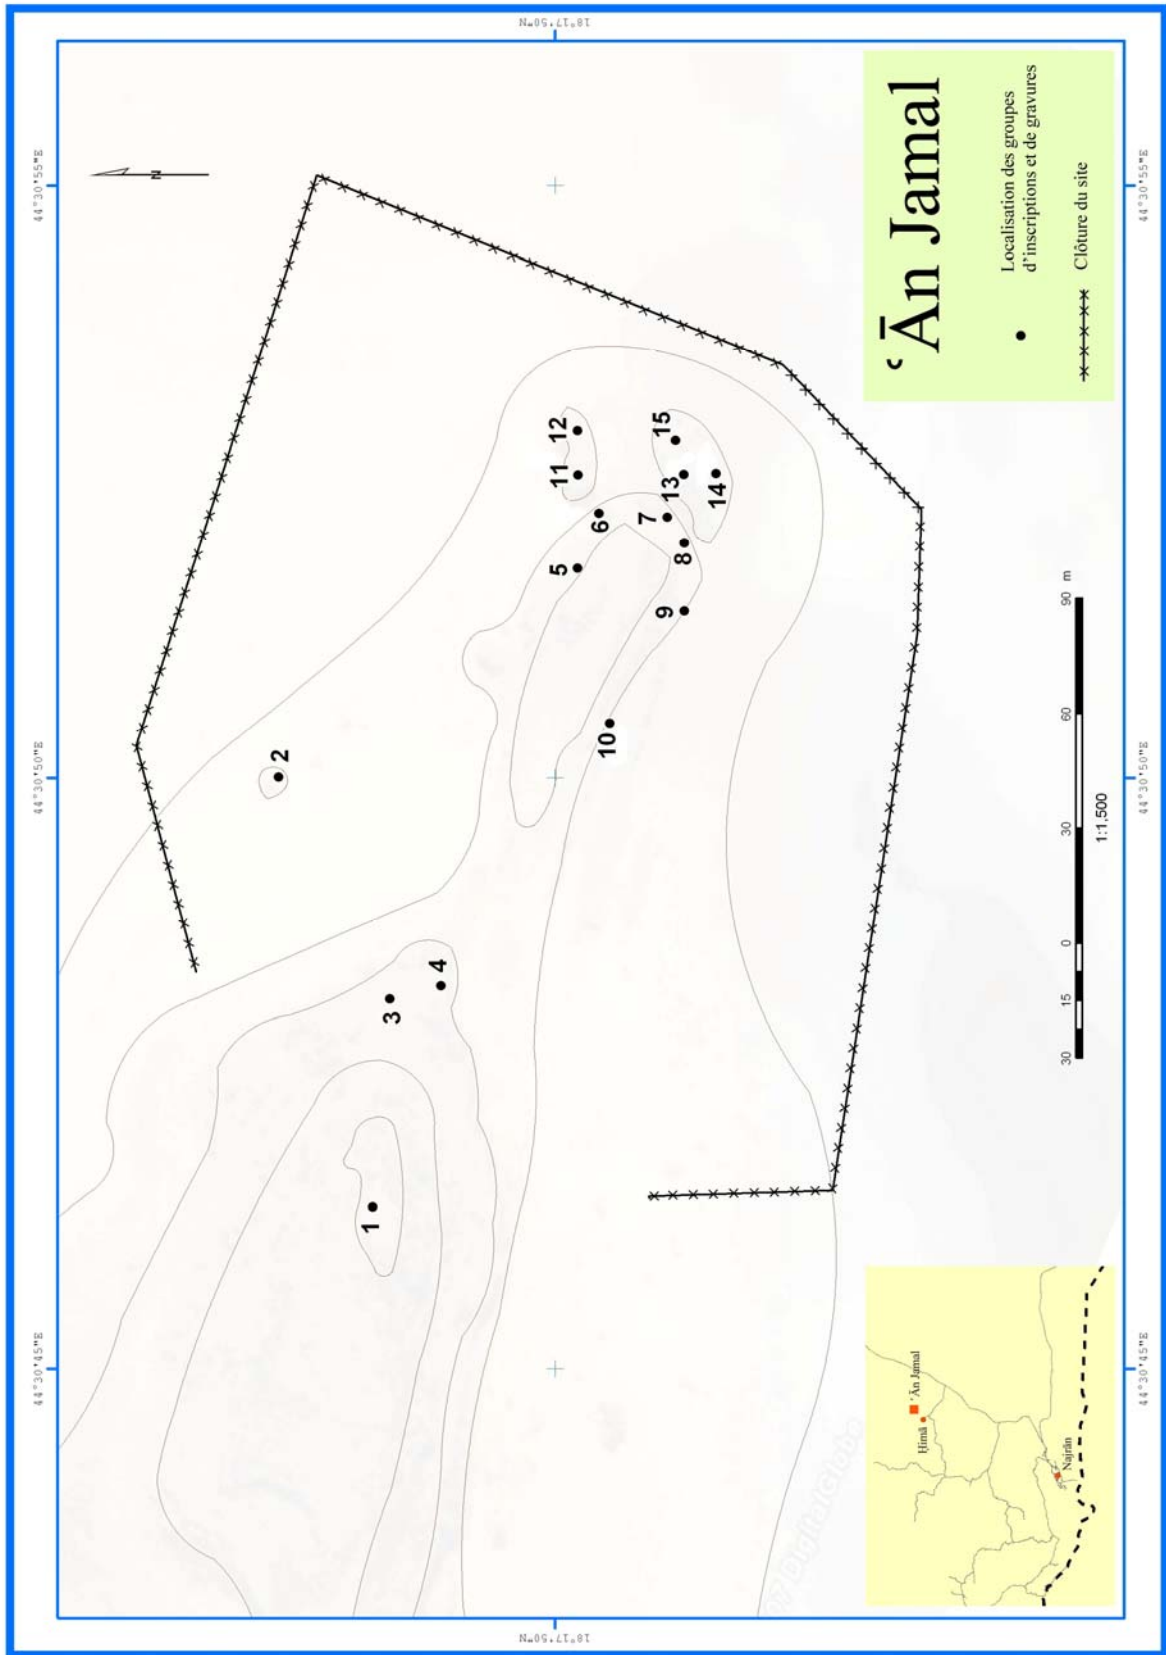 18°17'50"N
44°30'45"E
44°30'50"E
44°30'55"E
N
1
2
3
4
5
6
7
8
9
10
11
12
13
14
15
18°17'50"N
44°30'45"E
44°30'50"E
44°30'55"E
7 DigitalGlobe
ʿĀn Jamal
Ḥimà
Najrān
30 15 0 30 60 90 m
1:1.500
ʿĀn Jamal
Localisation des groupes
d'inscriptions et de gravures
Clôture du site